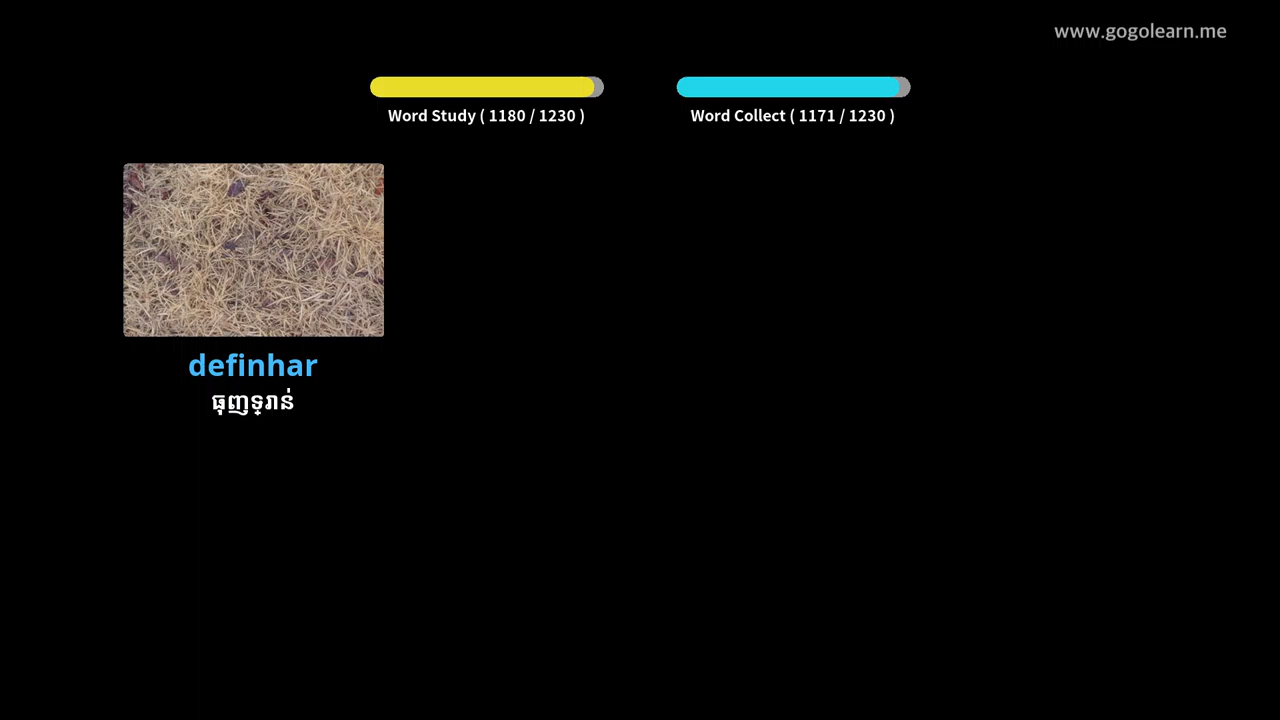 www.gogolearn.me
Word Study ( 1180 / 1230 )
Word Collect ( 1171 / 1230 )
definhar
ធុញទ្រាន់